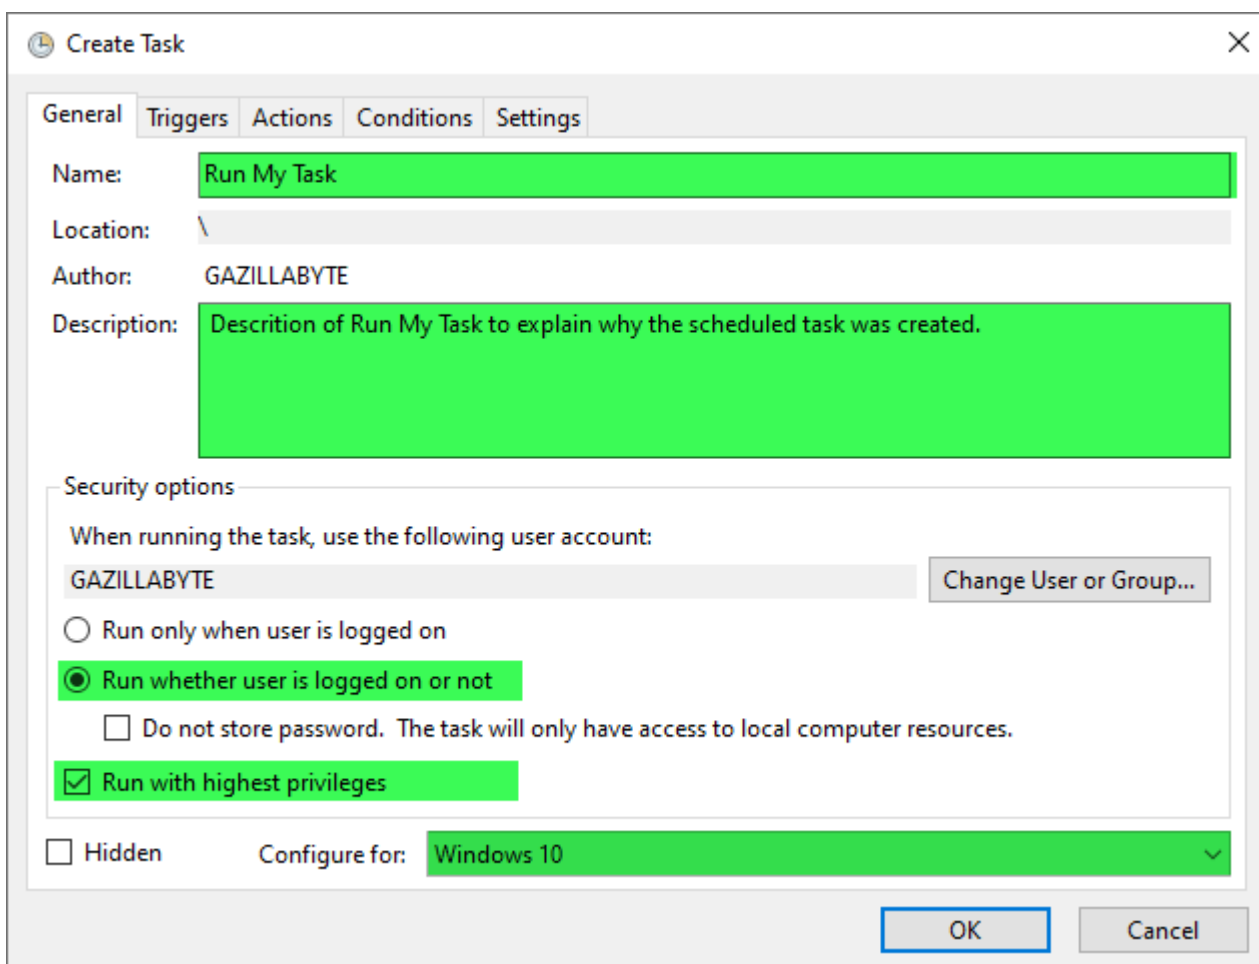 Create Task
General Triggers Actions Conditions Settings
Name: Run My Task
Location: \
Author: GAZILLABYTE
Description: Descrition of Run My Task to explain why the scheduled task was created.
Security options
When running the task, use the following user account:
GAZILLABYTE Change User or Group...
Run only when user is logged on
Run whether user is logged on or not
Do not store password. The task will only have access to local computer resources.
Run with highest privileges
Hidden Configure for: Windows 10
OK Cancel